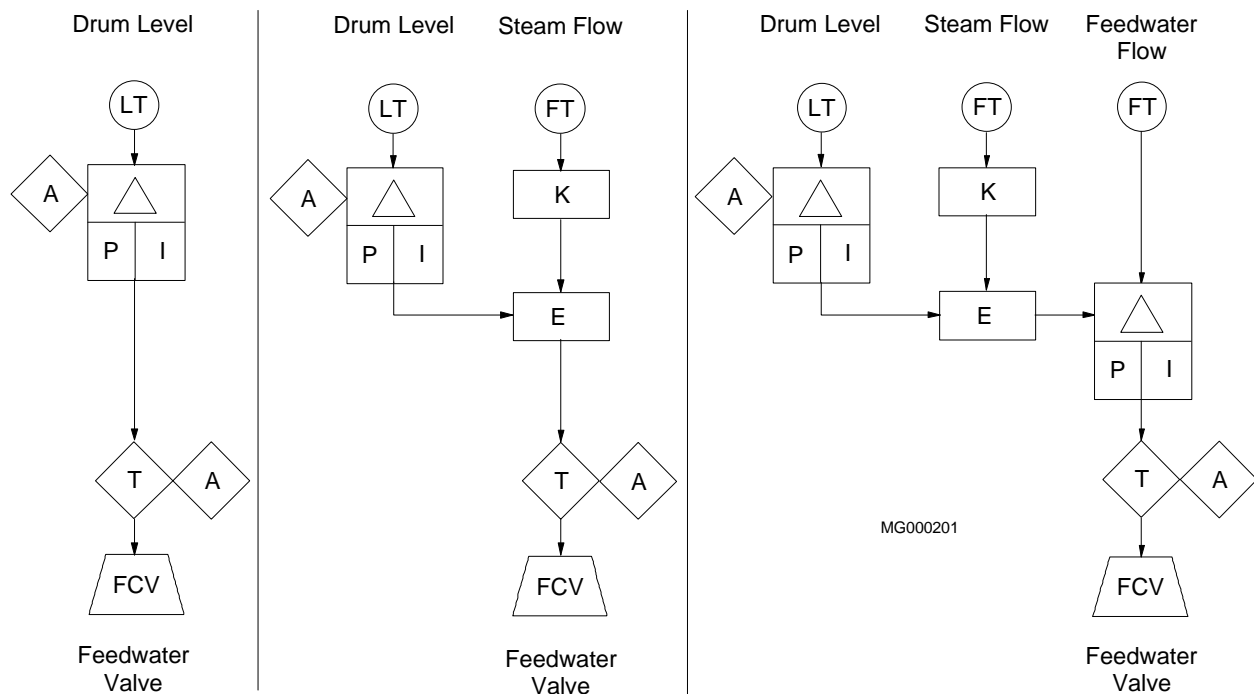 Drum Level
LT
A
P I
T
A
FCV
Feedwater
Valve
Drum Level
Steam Flow
LT
FT
A
K
P I
E
T
A
FCV
Feedwater
Valve
Drum Level
Steam Flow
Feedwater
Flow
LT
FT
FT
A
K
P I
E
P I
T
A
MG000201
FCV
Feedwater
Valve